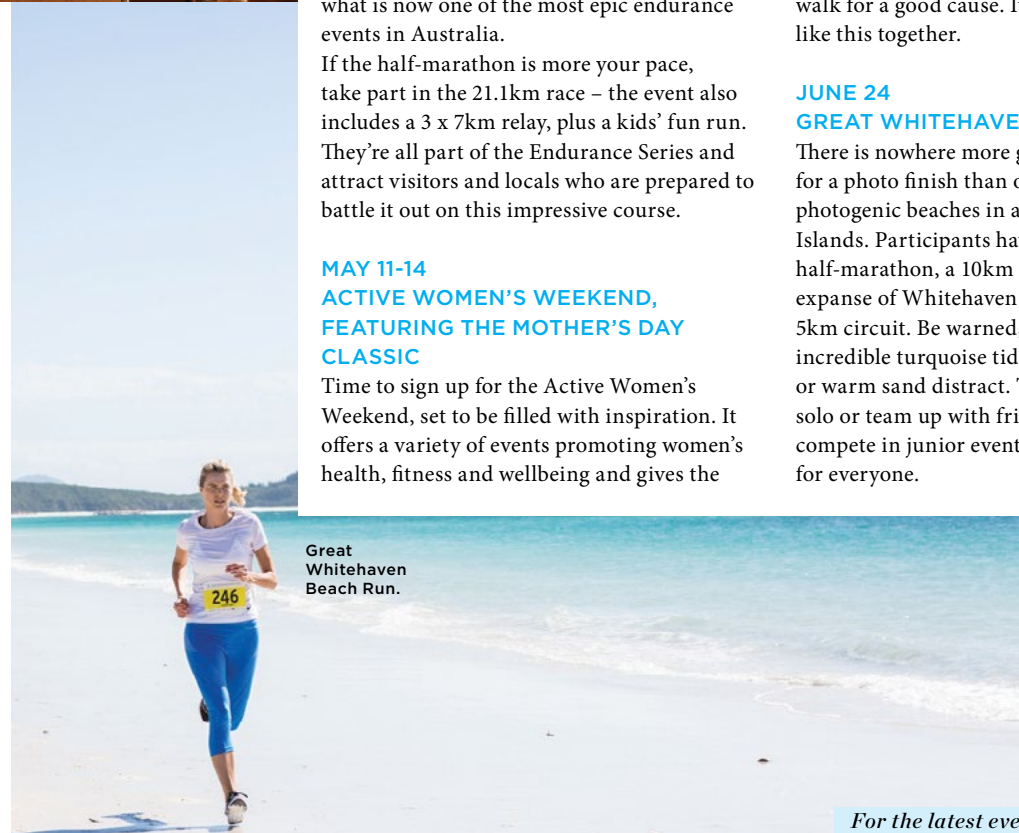 what is now one of the most epic endurance
events in Australia.
If the half-marathon is more your pace,
take part in the 21.1km race – the event also
includes a 3 x 7km relay, plus a kids’ fun run.
They’re all part of the Endurance Series and
attract visitors and locals who are prepared to
battle it out on this impressive course.
MAY 11-14
ACTIVE WOMEN’S WEEKEND,
FEATURING THE MOTHER’S DAY
CLASSIC
Time to sign up for the Active Women’s
Weekend, set to be filled with inspiration. It
offers a variety of events promoting women’s
health, fitness and wellbeing and gives the
walk for a good cause.
like this together.
JUNE 24
GREAT WHITEHAVE
There is nowhere more
for a photo finish than
photogenic beaches in
Islands. Participants
half-marathon, a 10km
expanse of Whitehaven
5km circuit. Be warned,
incredible turquoise
or warm sand distract.
solo or team up with
compete in junior
for everyone.
Great
Whitehaven
Beach Run.
246
For the latest